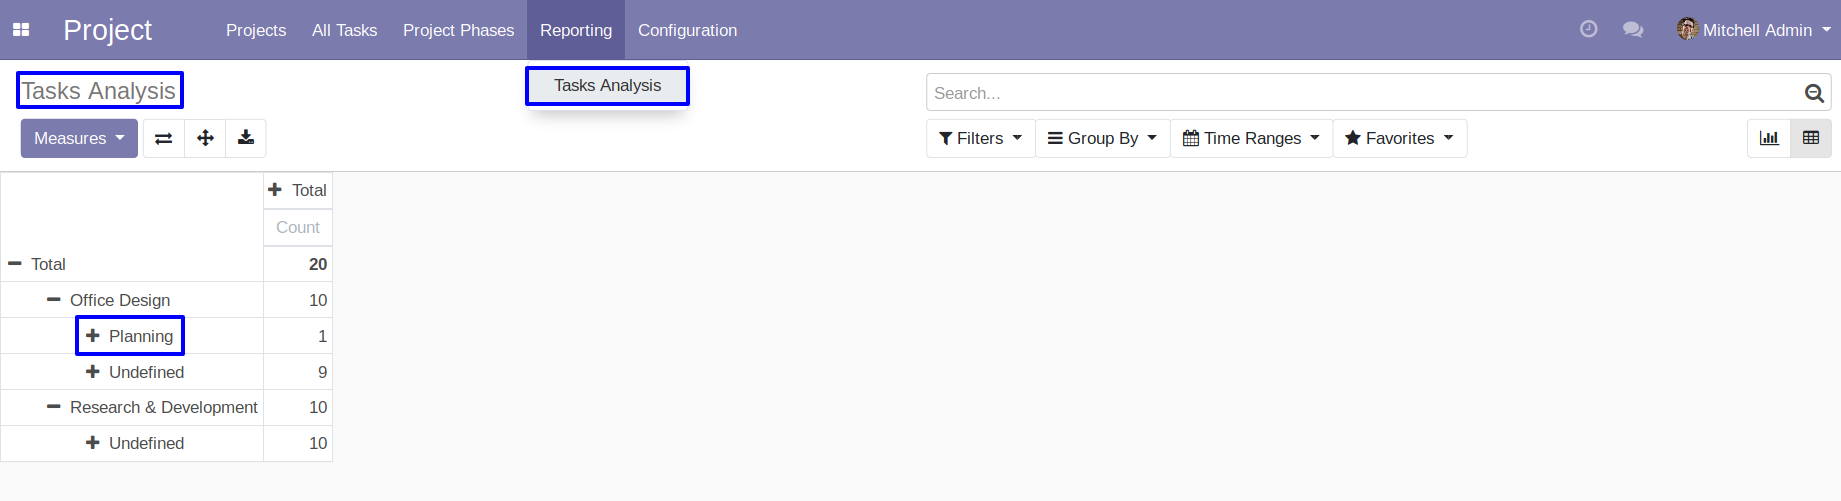 Project Projects All Tasks Project Phases Reporting Configuration Mitchell Admin
Tasks Analysis
Tasks Analysis
Search...
Measures
Filters Group By Time Ranges Favorites
Total
Count
Total 20
Office Design 10
Planning 1
Undefined 9
Research & Development 10
Undefined 10